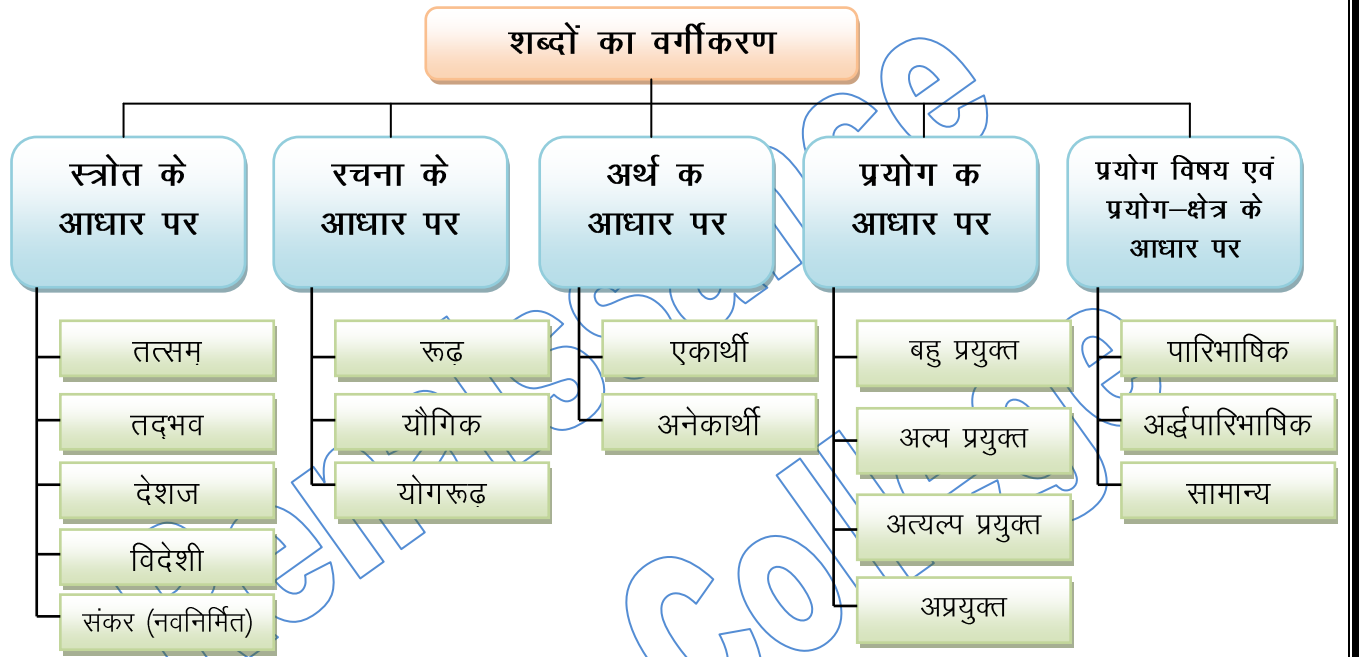 शब्दों का वर्गीकरण
स्त्रोत के
आधार पर
तत्सम
तद्भव
देशज
विदेशी
संकर (नवनिर्मित)
रचना के
आधार पर
रूढ़
यौगिक
योगरूढ़
अर्थ क
आधार पर
एकार्थी
अनेकार्थी
प्रयोग क
आधार पर
बहु प्रयुक्त
अल्प प्रयुक्त
अत्यल्प प्रयुक्त
अप्रयुक्त
प्रयोग विषय एवं
प्रयोग–क्षेत्र के
आधार पर
पारिभाषिक
अर्द्धपारिभाषिक
सामान्य